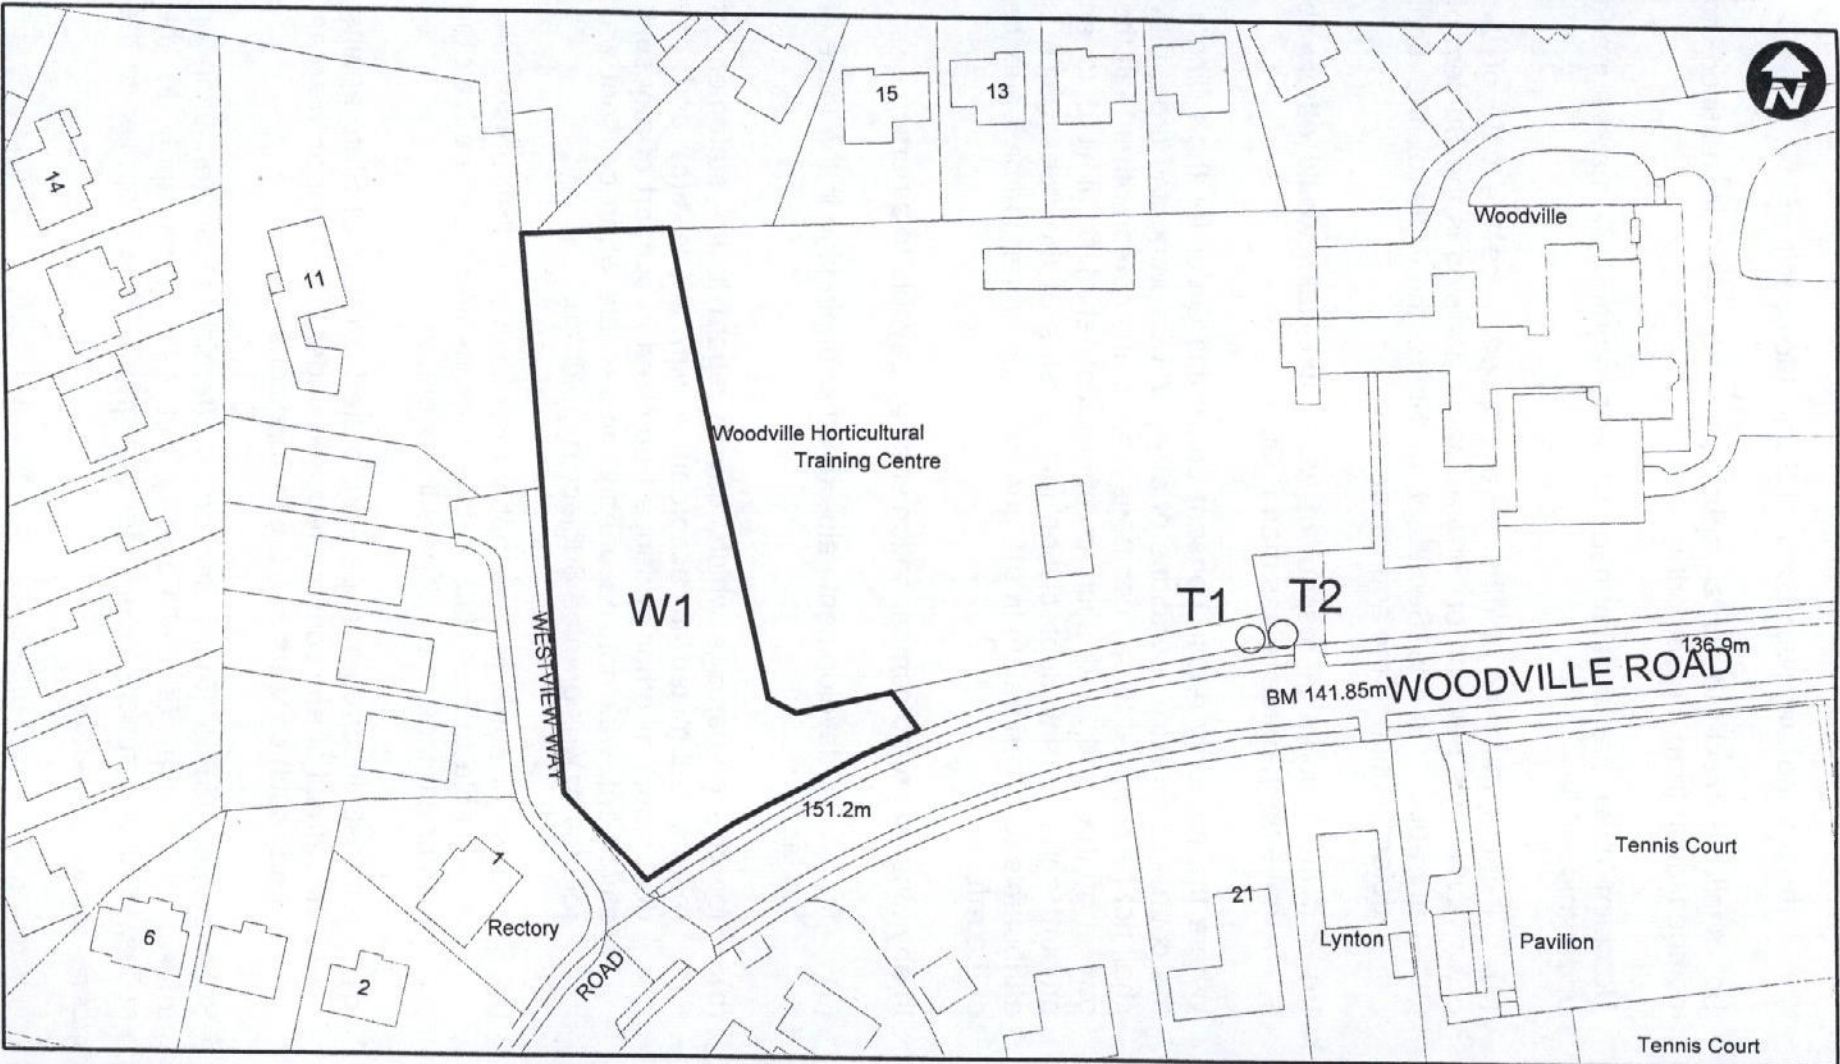 N
15
13
14
11
Woodville
Woodville Horticultural
Training Centre
W1
T1
T2
WESTVIEW WAY
136.9m
BM 141.85m
WOODVILLE ROAD
151.2m
Tennis Court
1
21
6
Rectory
Lynton
Pavilion
2
ROAD
Tennis Court